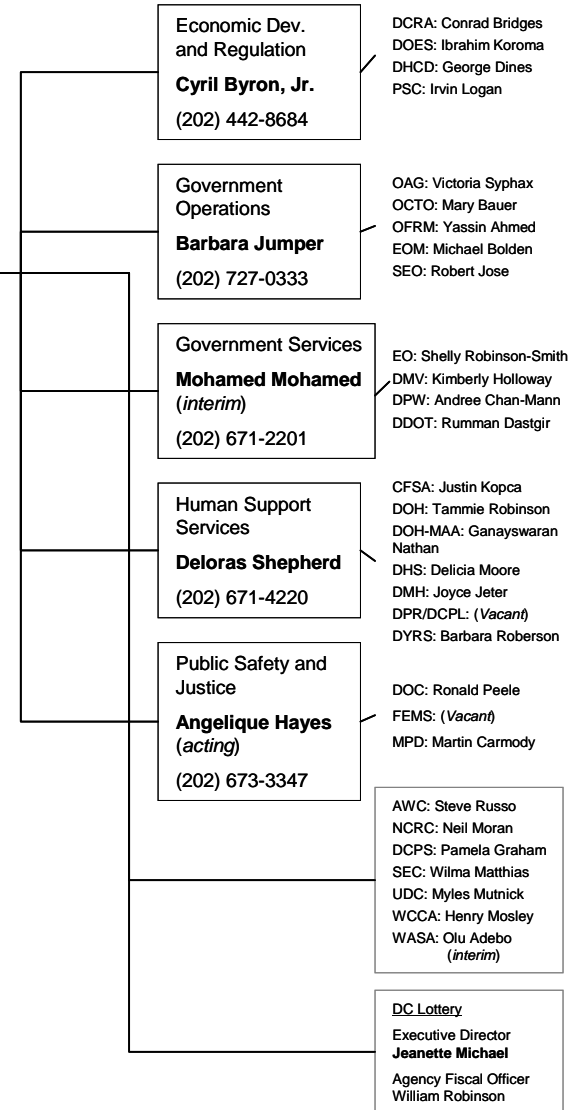 Economic Dev.
and Regulation
Cyril Byron, Jr.
(202) 442-8684
DCRA: Conrad Bridges
DOES: Ibrahim Koroma
DHCD: George Dines
PSC: Irvin Logan
Government
Operations
Barbara Jumper
(202) 727-0333
OAG: Victoria Syphax
OCTO: Mary Bauer
OFRM: Yassin Ahmed
EOM: Michael Bolden
SEO: Robert Jose
Government Services
Mohamed Mohamed
(interim)
(202) 671-2201
EO: Shelly Robinson-Smith
DMV: Kimberly Holloway
DPW: Andree Chan-Mann
DDOT: Rumman Dastgir
Human Support
Services
Deloras Shepherd
(202) 671-4220
CFSA: Justin Kopca
DOH: Tammie Robinson
DOH-MAA: Ganayswaran
Nathan
DHS: Delicia Moore
DMH: Joyce Jeter
DPR/DCPL: (Vacant)
DYRS: Barbara Roberson
Public Safety and
Justice
Angelique Hayes
(acting)
(202) 673-3347
DOC: Ronald Peele
FEMS: (Vacant)
MPD: Martin Carmody
AWC: Steve Russo
NCRC: Neil Moran
DCPS: Pamela Graham
SEC: Wilma Matthias
UDC: Myles Mutnick
WCCA: Henry Mosley
WASA: Olu Adebo
(interim)
DC Lottery
Executive Director
Jeanette Michael
Agency Fiscal Officer
William Robinson